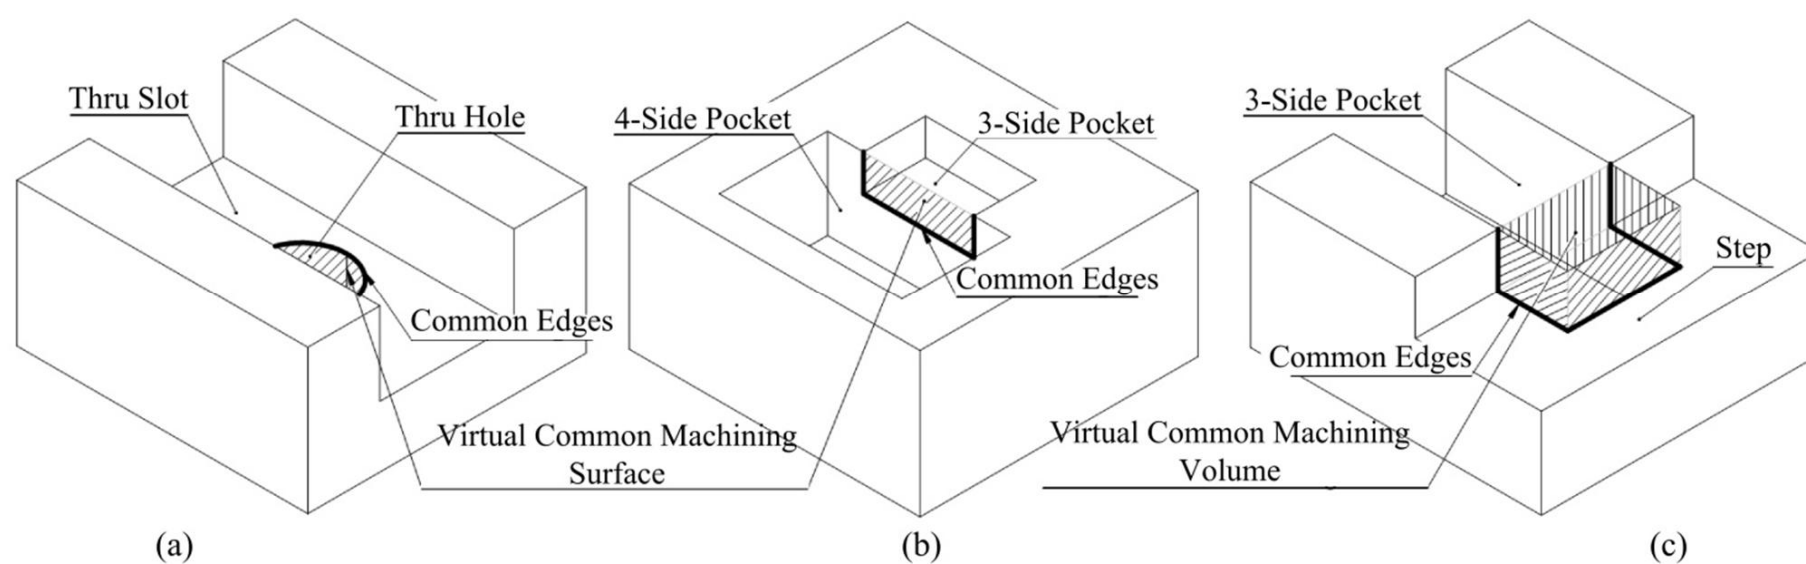 Thru Slot
Thru Hole
Common Edges
4-Side Pocket
3-Side Pocket
Common Edges
Virtual Common Machining
Surface
3-Side Pocket
Step
Common Edges
Virtual Common Machining
Volume
(a)
(b)
(c)